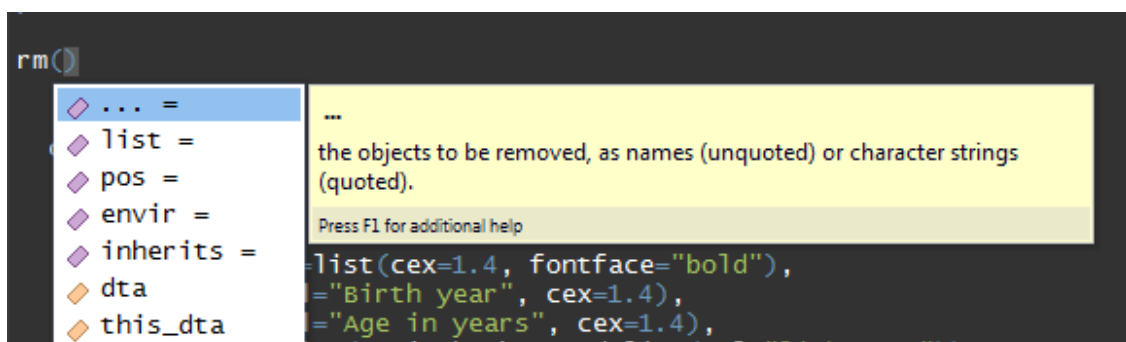 rm()
... =
list =
pos =
envir =
inherits =
dta
this_dta
...
the objects to be removed, as names (unquoted) or character strings
(quoted).
Press F1 for additional help
=list(cex=1.4, fontface="bold"),
="Birth year", cex=1.4),
="Age in years", cex=1.4),